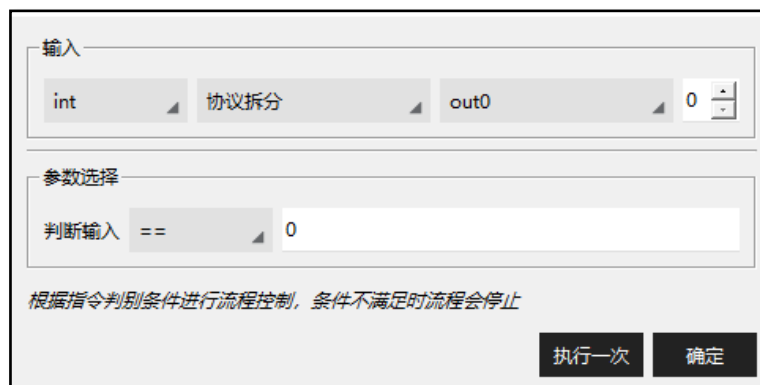 输入
int 协议拆分 out0 0
参数选择
判断输入 == 0
根据指令判别条件进行流程控制，条件不满足时流程会停止
执行一次 确定